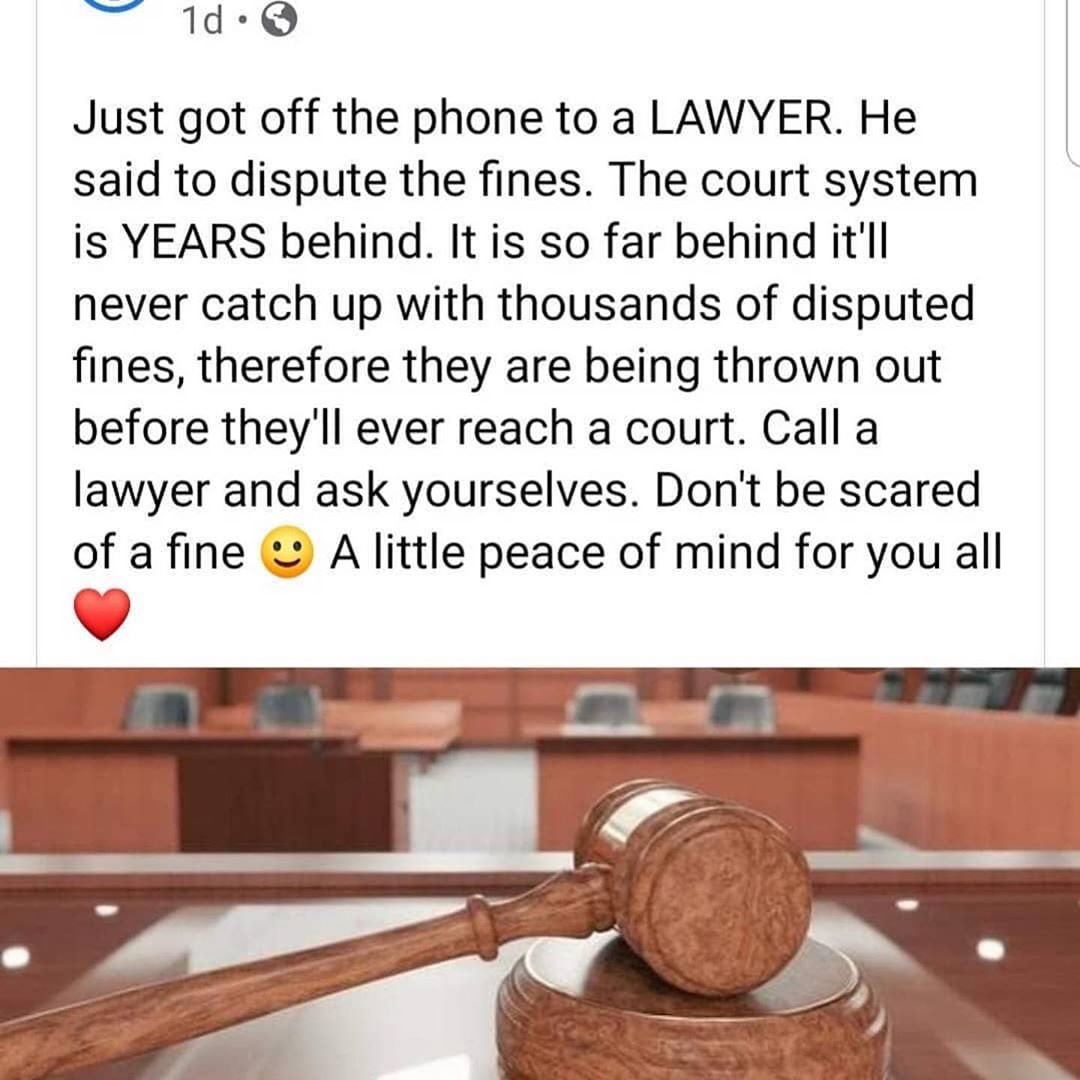 1d •
Just got off the phone to a LAWYER. He
said to dispute the fines. The court system
is YEARS behind. It is so far behind it'll
never catch up with thousands of disputed
fines, therefore they are being thrown out
before they'll ever reach a court. Call a
lawyer and ask yourselves. Don't be scared
of a fine 🙂 A little peace of mind for you all
❤️